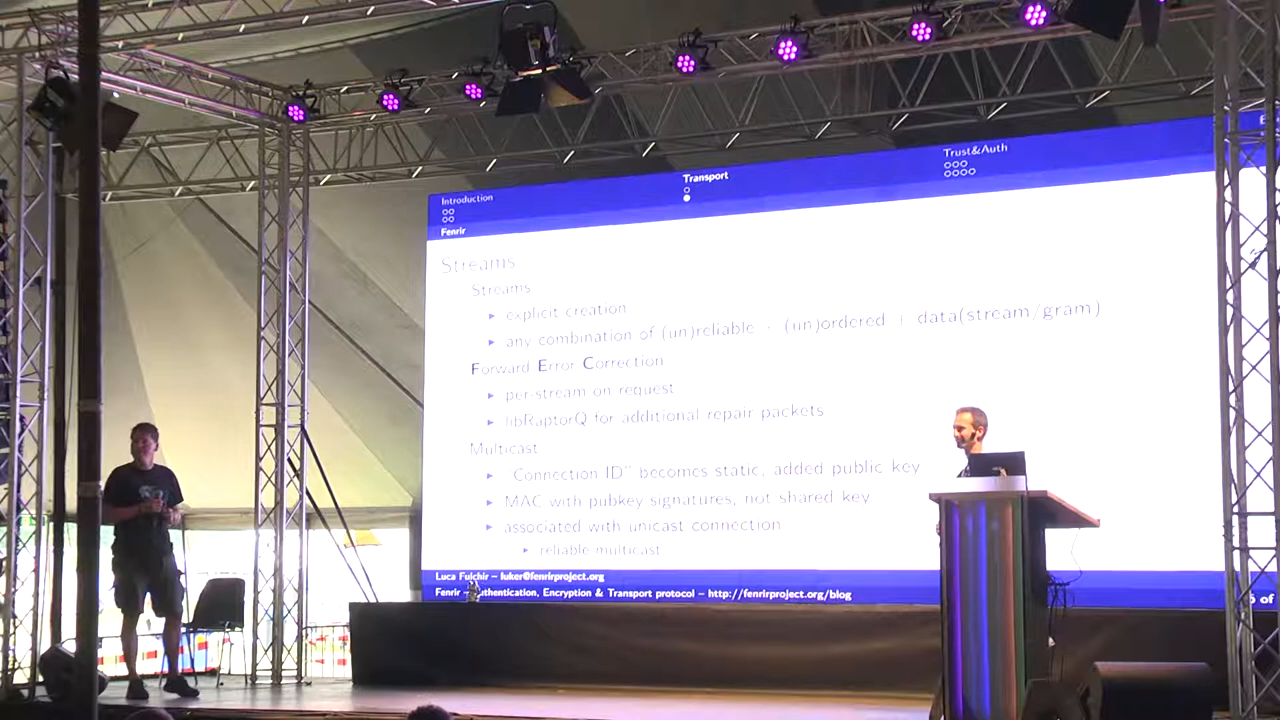 Introduction
Transport
Trust&Auth
Fenrir
Streams
Streams
explicit creation
any combination of (un)reliable (un)ordered + data(stream/gram)
Forward Error Correction
per-stream on request
libRaptorQ for additional repair packets
Multicast
Connection ID" becomes static, added public key
MAC with pubkey signatures, not shared key
associated with unicast connection
reliable multicast
Luca Fulchir – luker@fenrirproject.org
Fenrir – uthentication, Encryption & Transport protocol – http://fenrirproject.org/blog
of